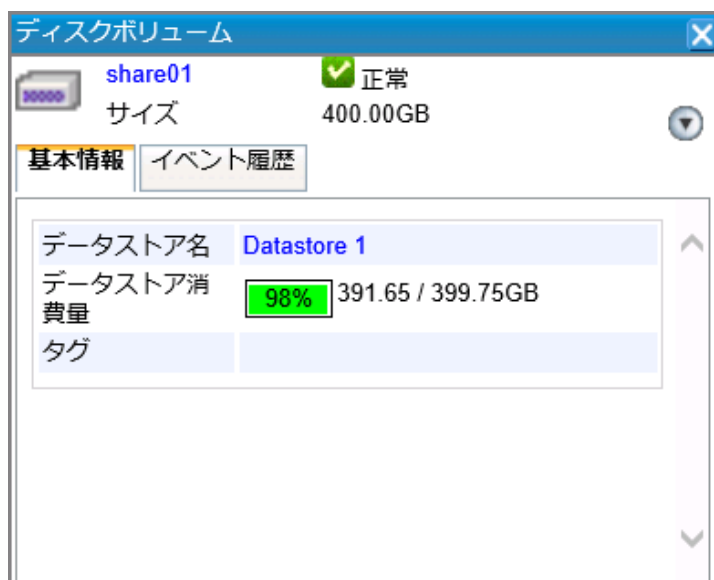 ディスクボリューム
share01 正常
サイズ 400.00GB
基本情報 イベント履歴
データストア名 Datastore 1
データストア消
費量 98% 391.65 / 399.75GB
タグ